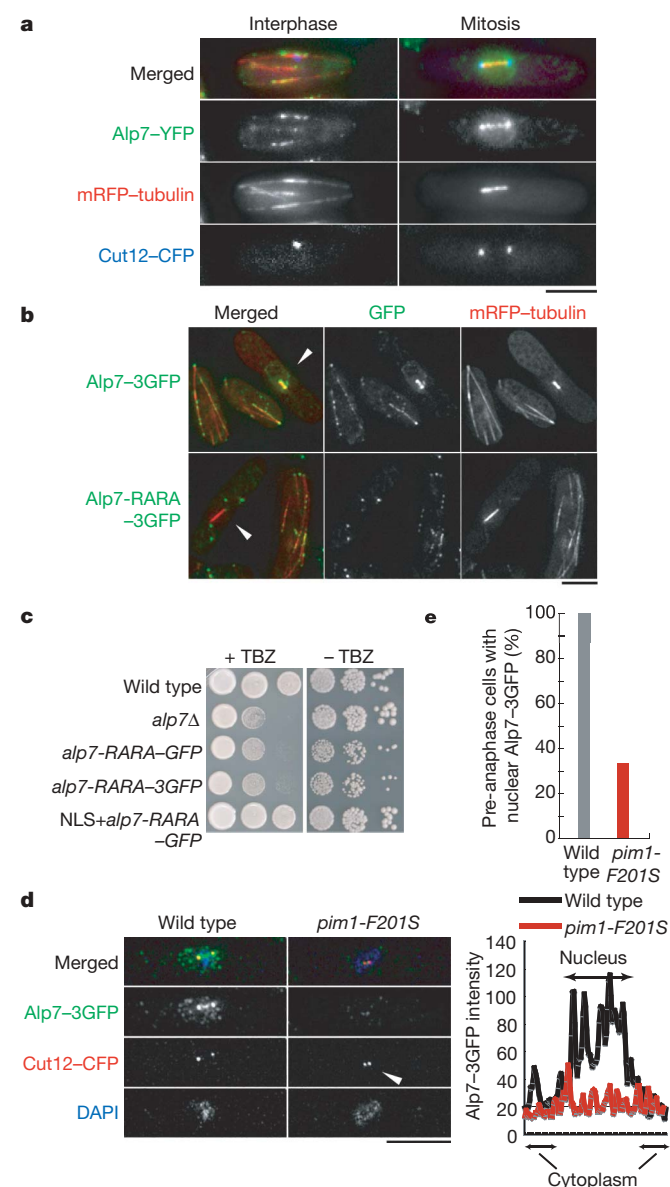 a
Interphase Mitosis
Merged
Alp7–YFP
mRFP–tubulin
Cut12–CFP
b
Merged GFP mRFP–tubulin
Alp7–3GFP
Alp7-RARA
–3GFP
c
+ TBZ – TBZ
Wild type
alp7Δ
alp7-RARA–GFP
alp7-RARA–3GFP
NLS+alp7-RARA
–GFP
e
Pre-anaphase cells with
nuclear Alp7–3GFP (%)
100
80
60
40
20
0
Wild
type
pim1-
F201S
d
Wild type pim1-F201S
Merged
Alp7–3GFP
Cut12–CFP
DAPI
Wild type
pim1-F201S
Alp7–3GFP intensity
140
120
100
80
60
40
20
0
Nucleus
Cytoplasm